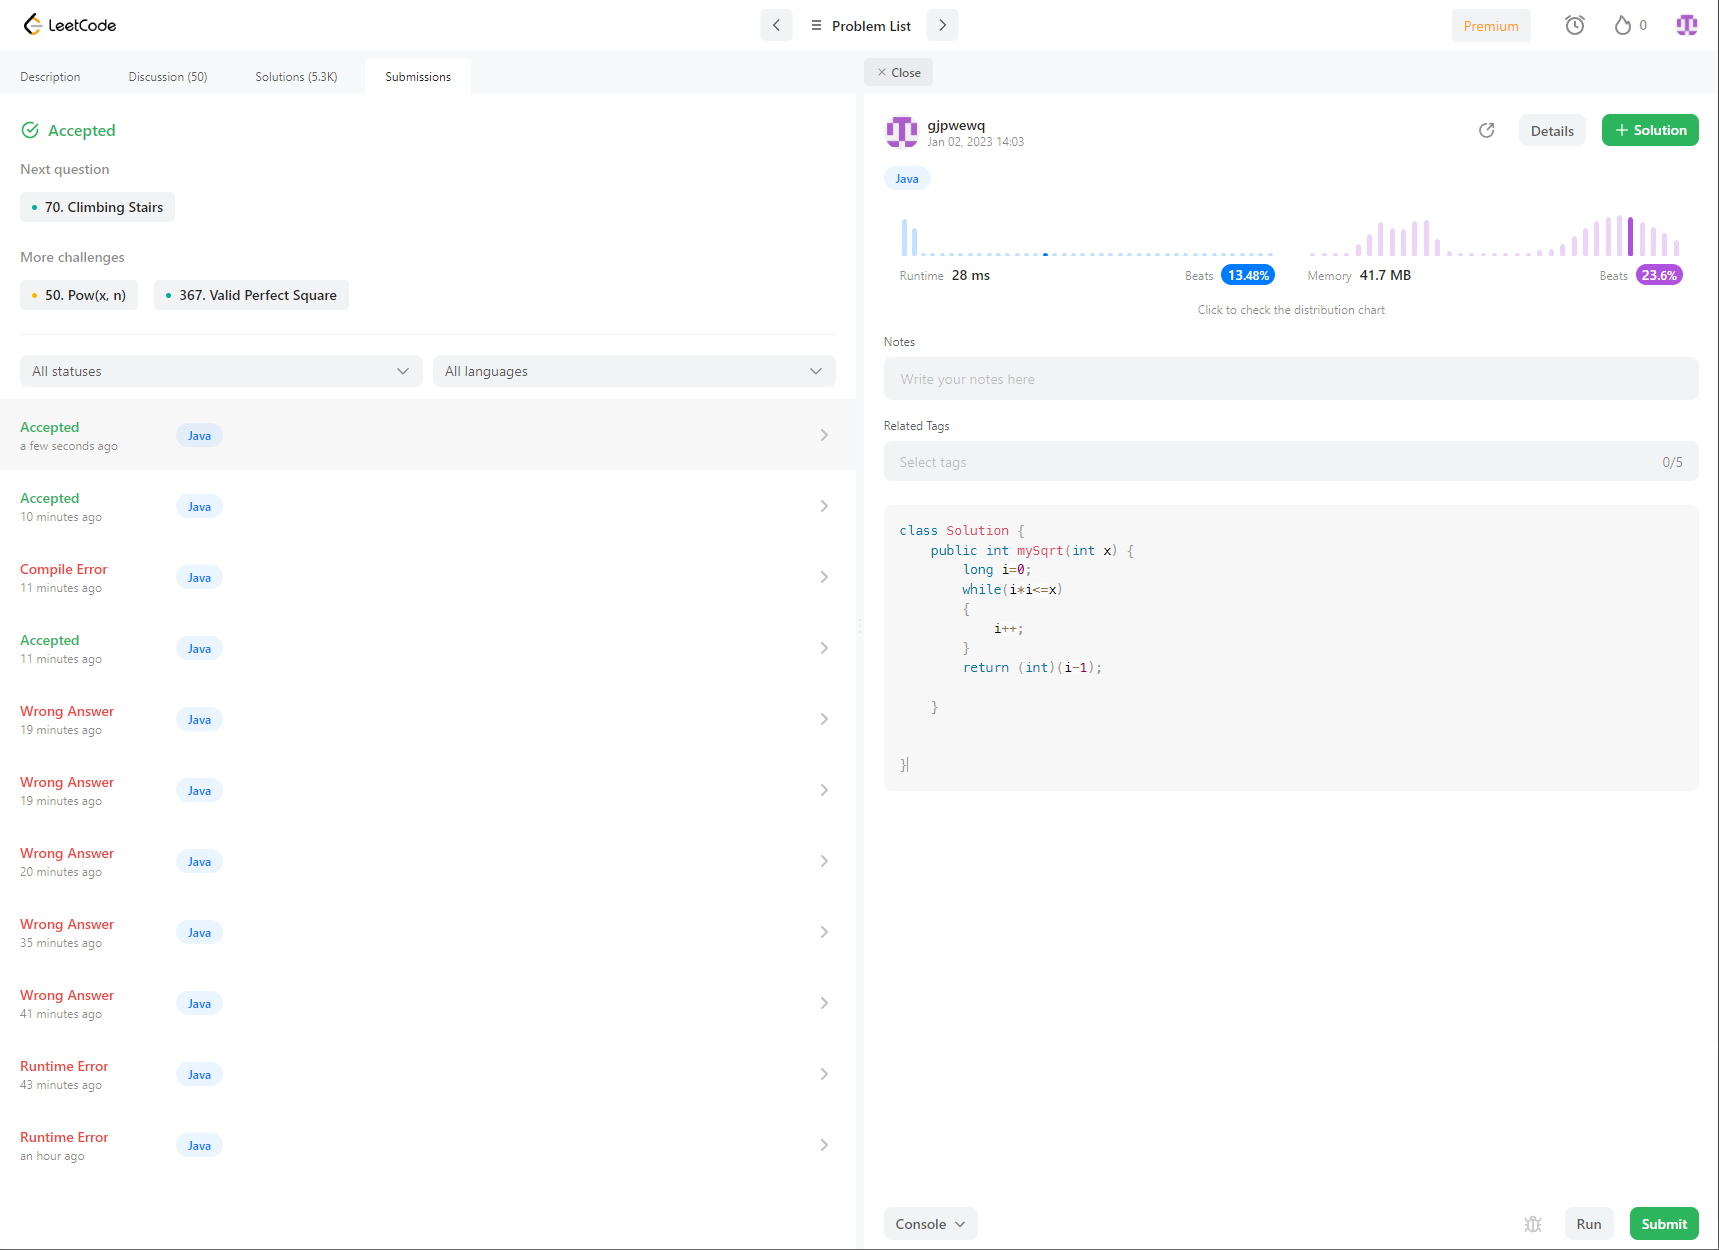 LeetCode
Problem List
Premium
0
Description
Discussion (50)
Solutions (5.3K)
Submissions
Accepted
Next question
70. Climbing Stairs
More challenges
50. Pow(x, n)
367. Valid Perfect Square
All statuses
All languages
Accepted
a few seconds ago
Java
Accepted
10 minutes ago
Java
Compile Error
11 minutes ago
Java
Accepted
11 minutes ago
Java
Wrong Answer
19 minutes ago
Java
Wrong Answer
19 minutes ago
Java
Wrong Answer
20 minutes ago
Java
Wrong Answer
35 minutes ago
Java
Wrong Answer
41 minutes ago
Java
Runtime Error
43 minutes ago
Java
Runtime Error
an hour ago
Java
Close
gjpwewq
Jan 02, 2023 14:03
Details
+ Solution
Java
Runtime 28 ms
Beats 13.48%
Memory 41.7 MB
Beats 23.6%
Click to check the distribution chart
Notes
Write your notes here
Related Tags
Select tags
0/5
class Solution {
    public int mySqrt(int x) {
        long i=0;
        while(i*i<=x)
        {
            i++;
        }
        return (int)(i-1);
    }
}
Console
Run
Submit